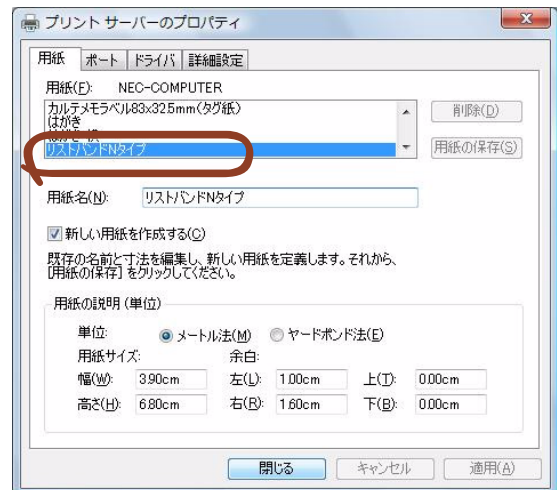 プリント サーバーのプロパティ
用紙 ポート ドライバ 詳細設定
用紙(F): NEC-COMPUTER
カルテメモラベル83x32.5mm(タグ紙)
はがき
削除(D)
リストバンドNタイプ
用紙の保存(S)
用紙名(N): リストバンドNタイプ
新しい用紙を作成する(C)
既存の名前と寸法を編集し、新しい用紙を定義します。それから、
[用紙の保存] をクリックしてください。
用紙の説明 (単位)
単位: メートル法(M) ヤードポンド法(E)
用紙サイズ: 余白:
幅(W): 3.90cm 左(L): 1.00cm 上(T): 0.00cm
高さ(H): 6.80cm 右(R): 1.60cm 下(B): 0.00cm
閉じる キャンセル 適用(A)